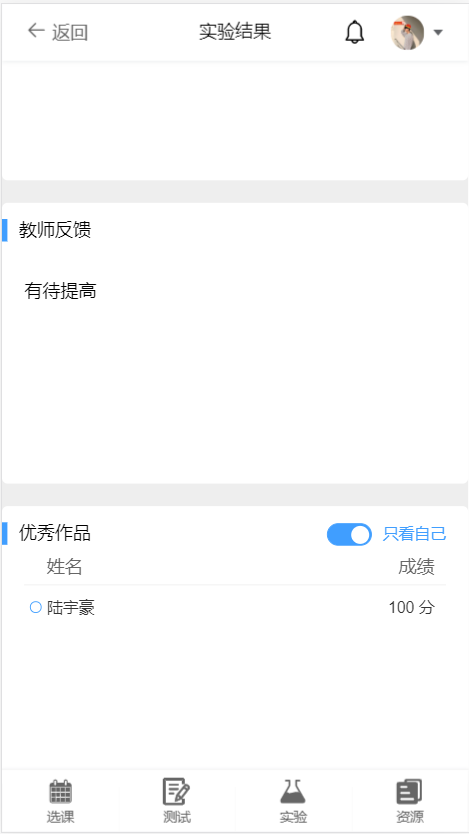 返回 实验结果
教师反馈
有待提高
优秀作品 只看自己
姓名 成绩
陆宇豪 100 分
选课 测试 实验 资源